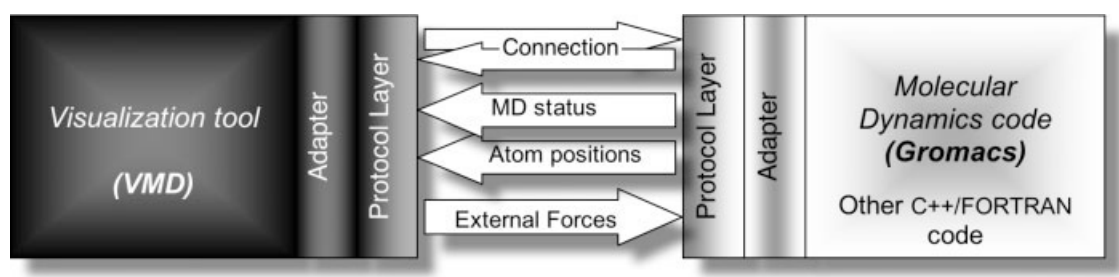 Visualization tool
(VMD)
Adapter
Protocol Layer
Connection
MD status
Atom positions
External Forces
Protocol Layer
Adapter
Molecular
Dynamics code
(Gromacs)
Other C++/FORTRAN
code